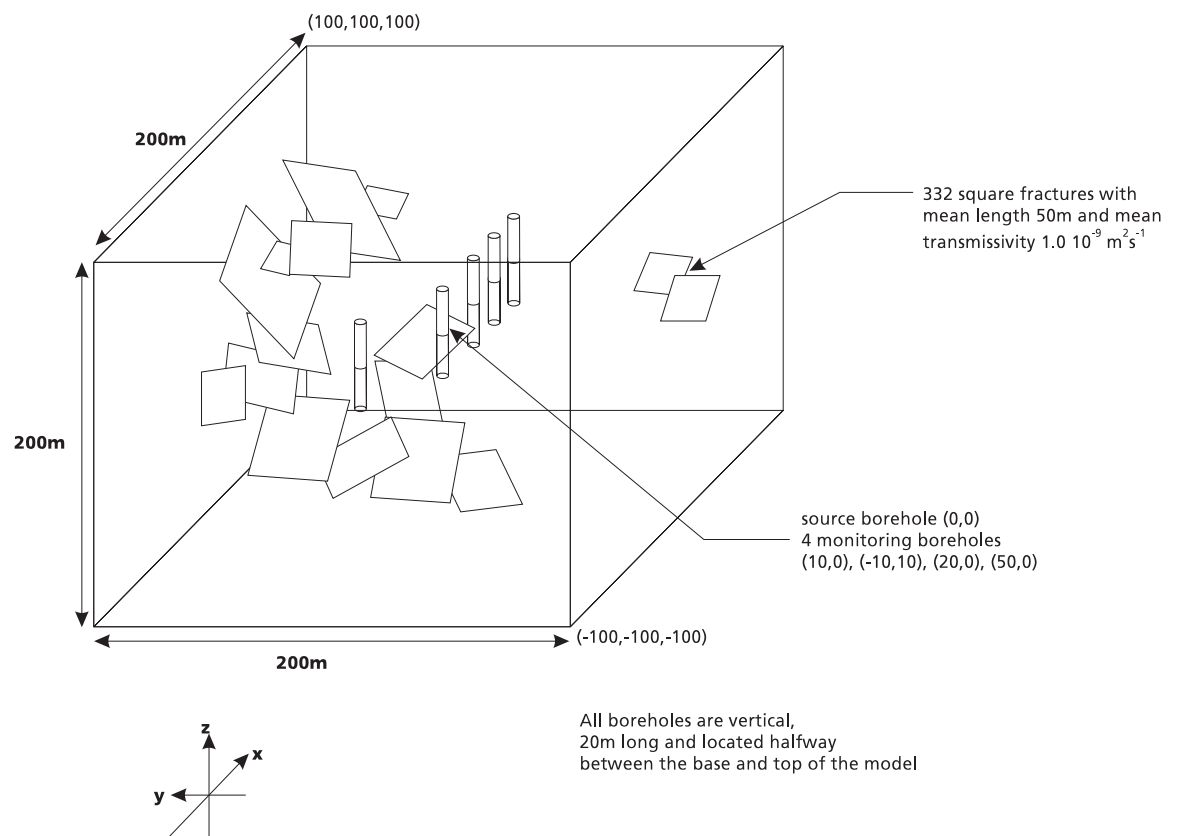 (100,100,100)
200m
332 square fractures with
mean length 50m and mean
transmissivity 1.0 10⁻⁹ m²s⁻¹
200m
source borehole (0,0)
4 monitoring boreholes
(10,0), (-10,10), (20,0), (50,0)
(-100,-100,-100)
200m
All boreholes are vertical,
20m long and located halfway
between the base and top of the model
z
x
y